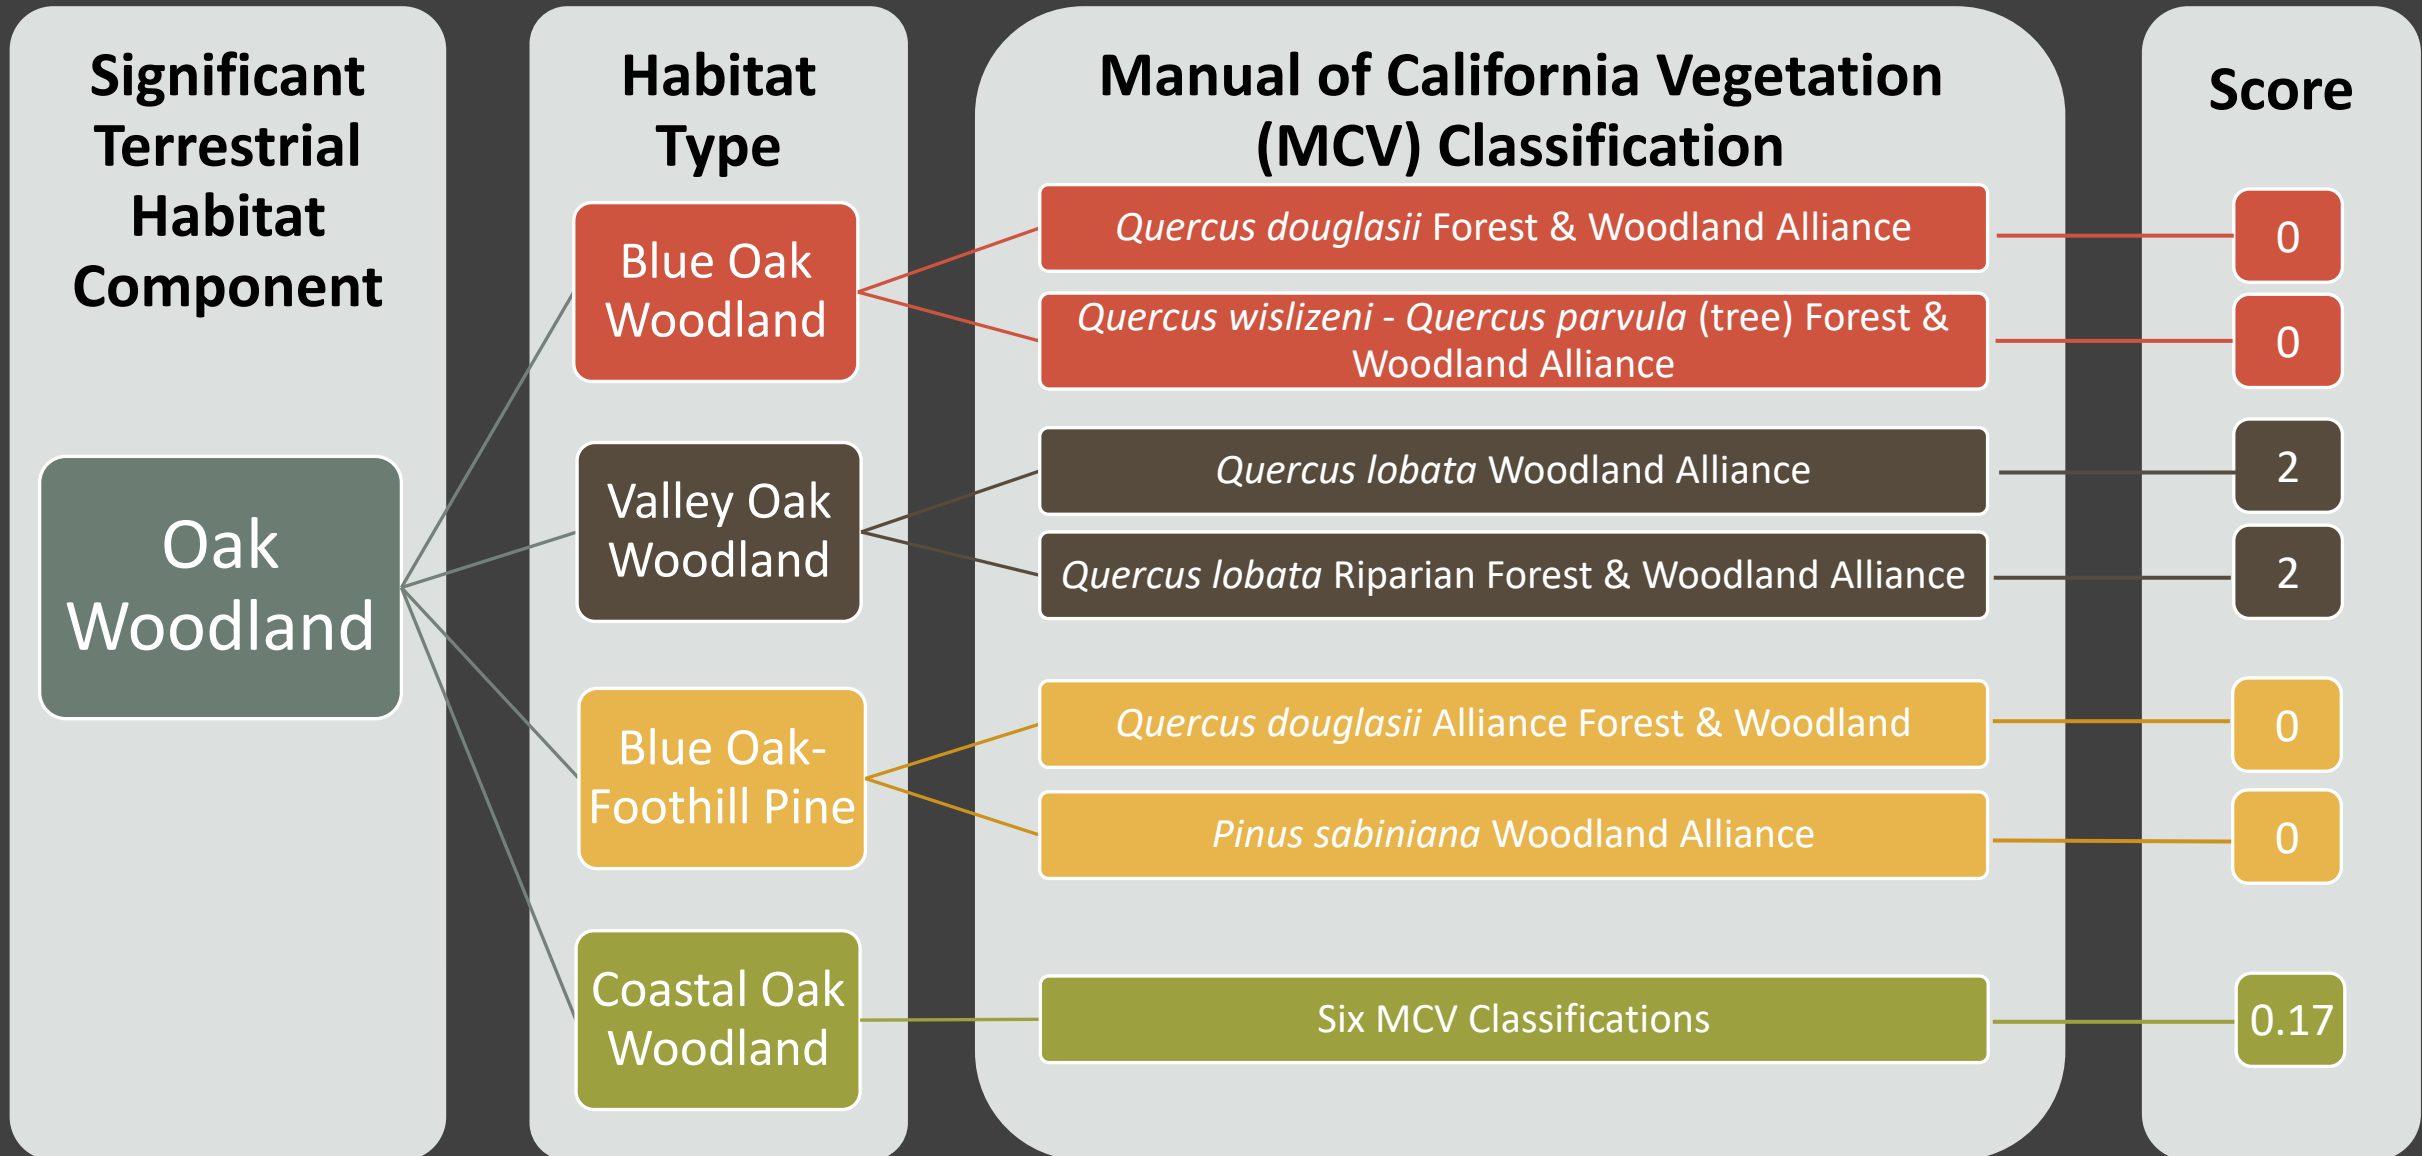 Significant
Terrestrial
Habitat
Component
Habitat
Type
Manual of California Vegetation
(MCV) Classification
Score
Oak
Woodland
Blue Oak
Woodland
Quercus douglasii Forest & Woodland Alliance
0
Quercus wislizeni - Quercus parvula (tree) Forest &
Woodland Alliance
0
Valley Oak
Woodland
Quercus lobata Woodland Alliance
2
Quercus lobata Riparian Forest & Woodland Alliance
2
Blue Oak-
Foothill Pine
Quercus douglasii Alliance Forest & Woodland
0
Pinus sabiniana Woodland Alliance
0
Coastal Oak
Woodland
Six MCV Classifications
0.17